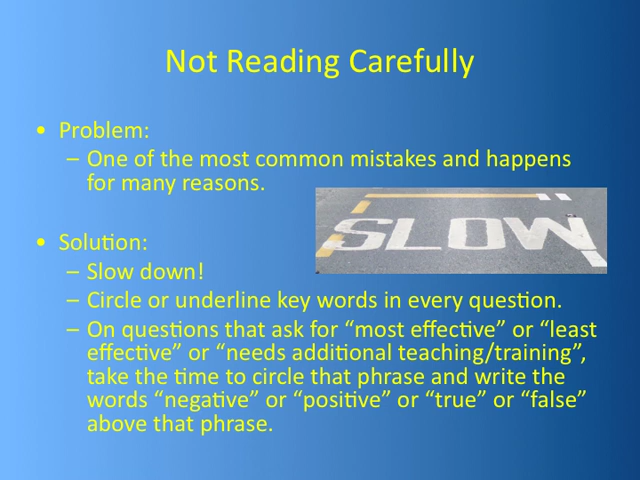 Not Reading Carefully
• Problem:
– One of the most common mistakes and happens
for many reasons.
SLOW
• Solution:
– Slow down!
– Circle or underline key words in every question.
– On questions that ask for “most effective” or “least
effective” or “needs additional teaching/training”,
take the time to circle that phrase and write the
words “negative” or “positive” or “true” or “false”
above that phrase.